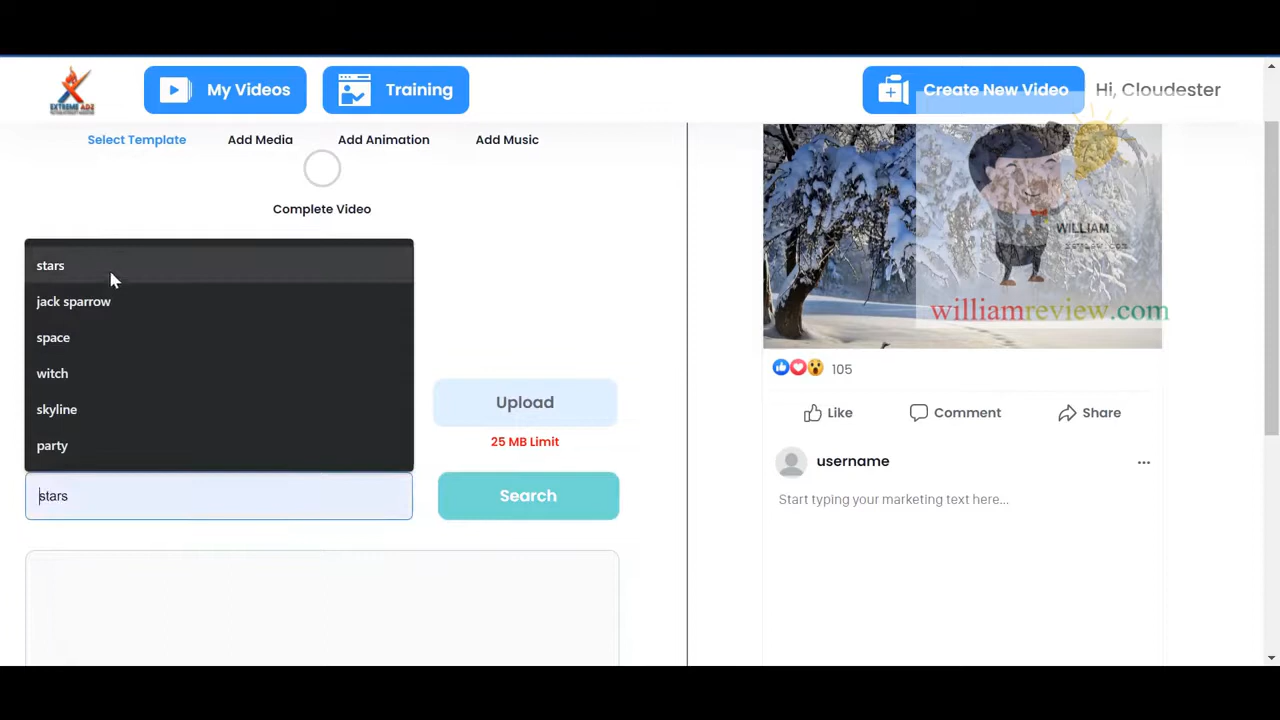 EXTREME ADZ
My Videos
Training
Create New Video
Hi, Cloudester
Select Template
Add Media
Add Animation
Add Music
Complete Video
stars
jack sparrow
space
witch
skyline
party
Upload
25 MB Limit
stars
Search
WILLIAM
williamreview.com
105
Like
Comment
Share
username
Start typing your marketing text here...